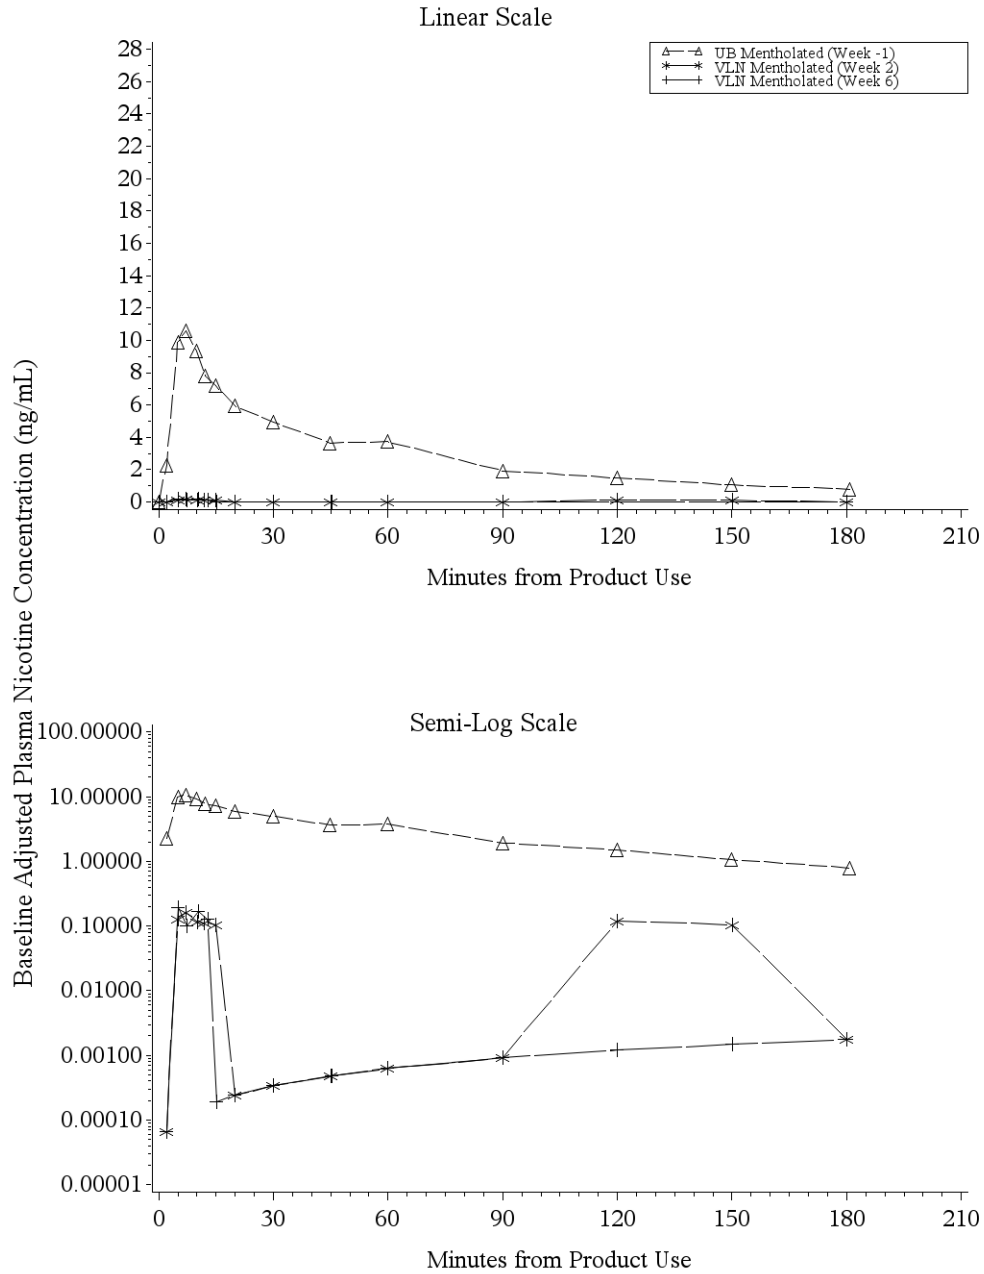 Linear Scale
UB Mentholated (Week -1)
VLN Mentholated (Week 2)
VLN Mentholated (Week 6)
28
26
24
22
20
18
16
14
12
10
8
6
4
2
0
0 30 60 90 120 150 180 210
Minutes from Product Use
Baseline Adjusted Plasma Nicotine Concentration (ng/mL)
Semi-Log Scale
100.00000
10.00000
1.00000
0.10000
0.01000
0.00100
0.00010
0.00001
0 30 60 90 120 150 180 210
Minutes from Product Use